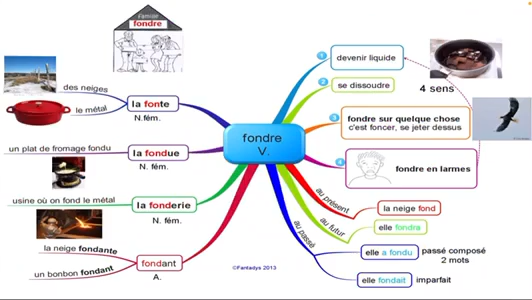 Famille
fondre
fondre
V.
1
devenir liquide
2
se dissoudre
4 sens
3
fondre sur quelque chose
c'est foncer, se jeter dessus
4
fondre en larmes
au présent
la neige fond
au futur
elle fondra
au passé
elle a fondu
passé composé
2 mots
elle fondait
imparfait
des neiges
le métal
la fonte
N. fém.
un plat de fromage fondu
la fondue
N. fém.
usine où on fond le métal
la fonderie
N. fém.
la neige fondante
un bonbon fondant
fondant
A.
©Fantadys 2013